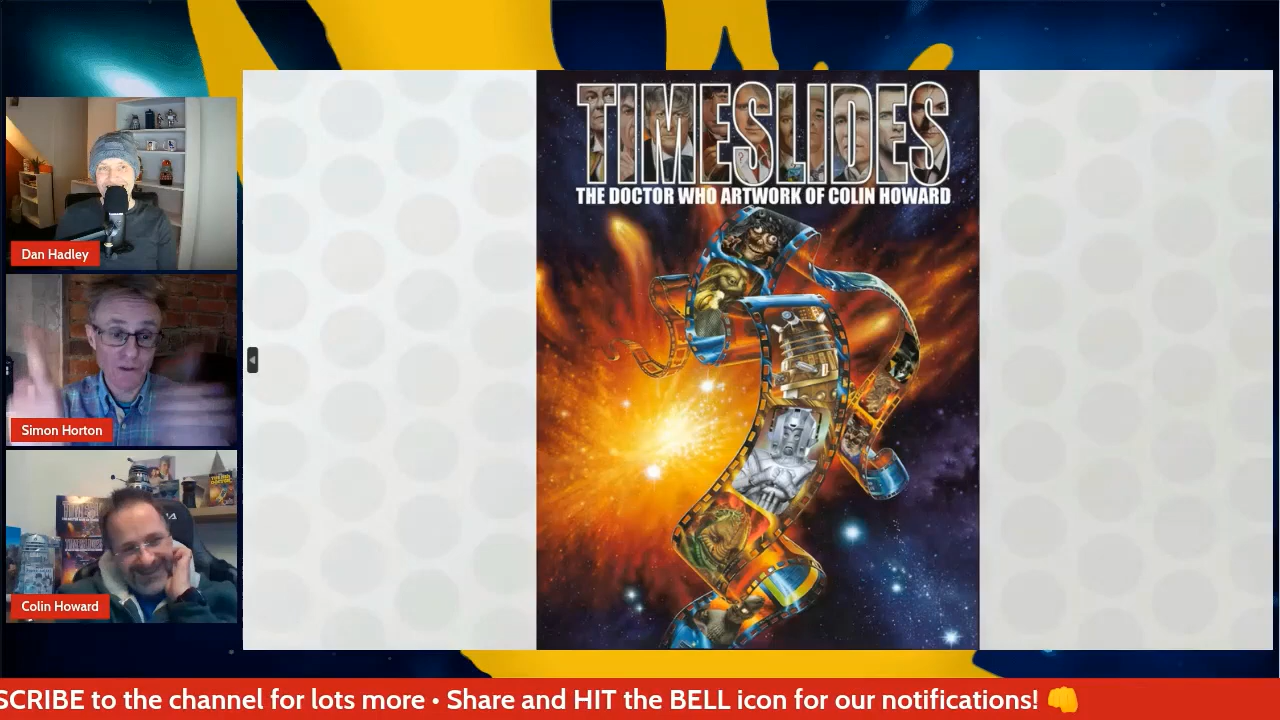 TIMESLIDES
THE DOCTOR WHO ARTWORK OF COLIN HOWARD
Dan Hadley
Simon Horton
Colin Howard
SCRIBE to the channel for lots more • Share and HIT the BELL icon for our notifications! 👊